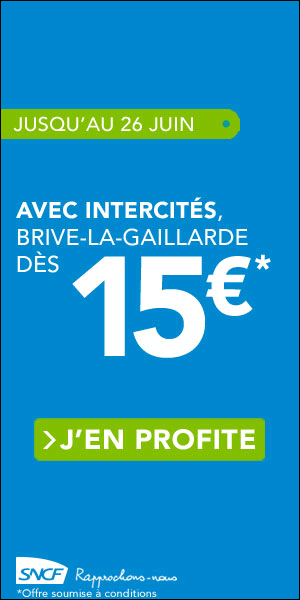 JUSQU'AU 26 JUIN
AVEC INTERCITÉS,
BRIVE-LA-GAILLARDE
DÈS 15€*
> J'EN PROFITE
SNCF Rapprochons-nous
*Offre soumise à conditions